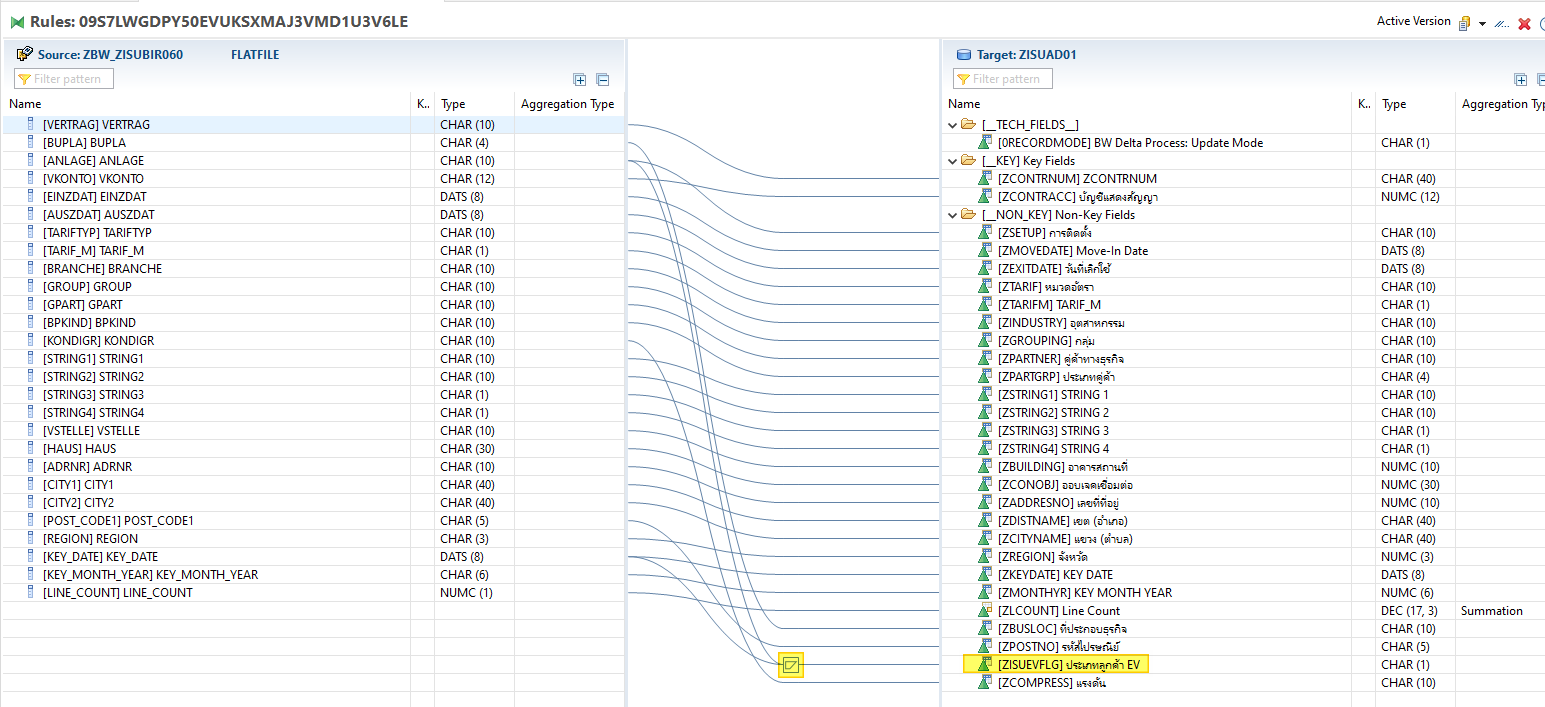 Rules: 09S7LWGDPY50EVUKSXMAJ3VMD1U3V6LE
Active Version
Source: ZBW_ZISUBIR060 FLATFILE
Filter pattern
Name K.. Type Aggregation Type
[VERTRAG] VERTRAG CHAR (10)
[BUPLA] BUPLA CHAR (4)
[ANLAGE] ANLAGE CHAR (10)
[VKONTO] VKONTO CHAR (12)
[EINZDAT] EINZDAT DATS (8)
[AUSZDAT] AUSZDAT DATS (8)
[TARIFTYP] TARIFTYP CHAR (10)
[TARIF_M] TARIF_M CHAR (1)
[BRANCHE] BRANCHE CHAR (10)
[GROUP] GROUP CHAR (10)
[GPART] GPART CHAR (10)
[BPKIND] BPKIND CHAR (10)
[KONDIGR] KONDIGR CHAR (10)
[STRING1] STRING1 CHAR (10)
[STRING2] STRING2 CHAR (10)
[STRING3] STRING3 CHAR (1)
[STRING4] STRING4 CHAR (1)
[VSTELLE] VSTELLE CHAR (10)
[HAUS] HAUS CHAR (30)
[ADRNR] ADRNR CHAR (10)
[CITY1] CITY1 CHAR (40)
[CITY2] CITY2 CHAR (40)
[POST_CODE1] POST_CODE1 CHAR (5)
[REGION] REGION CHAR (3)
[KEY_DATE] KEY_DATE DATS (8)
[KEY_MONTH_YEAR] KEY_MONTH_YEAR CHAR (6)
[LINE_COUNT] LINE_COUNT NUMC (1)
Target: ZISUAD01
Filter pattern
Name K.. Type Aggregation Typ
[__TECH_FIELDS__]
[0RECORDMODE] BW Delta Process: Update Mode CHAR (1)
[__KEY] Key Fields
[ZCONTRNUM] ZCONTRNUM CHAR (40)
[ZCONTRACC] บัญชีแสดงสัญญา NUMC (12)
[__NON_KEY] Non-Key Fields
[ZSETUP] การติดตั้ง CHAR (10)
[ZMOVEDATE] Move-In Date DATS (8)
[ZEXITDATE] วันที่เลิกใช้ DATS (8)
[ZTARIF] หมวดอัตรา CHAR (10)
[ZTARIFM] TARIF_M CHAR (1)
[ZINDUSTRY] อุตสาหกรรม CHAR (10)
[ZGROUPING] กลุ่ม CHAR (10)
[ZPARTNER] คู่ค้าทางธุรกิจ CHAR (10)
[ZPARTGRP] ประเภทคู่ค้า CHAR (4)
[ZSTRING1] STRING 1 CHAR (10)
[ZSTRING2] STRING 2 CHAR (10)
[ZSTRING3] STRING 3 CHAR (1)
[ZSTRING4] STRING 4 CHAR (1)
[ZBUILDING] อาคารสถานที่ NUMC (10)
[ZCONOBJ] ออบเจคเชื่อมต่อ NUMC (30)
[ZADDRESNO] เลขที่ที่อยู่ NUMC (10)
[ZDISTNAME] เขต (อำเภอ) CHAR (40)
[ZCITYNAME] แขวง (ตำบล) CHAR (40)
[ZREGION] จังหวัด NUMC (3)
[ZKEYDATE] KEY DATE DATS (8)
[ZMONTHYR] KEY MONTH YEAR NUMC (6)
[ZLCOUNT] Line Count DEC (17, 3) Summation
[ZBUSLOC] ที่ประกอบธุรกิจ CHAR (10)
[ZPOSTNO] รหัสไปรษณีย์ CHAR (5)
[ZISUEVFLG] ประเภทลูกค้า EV CHAR (1)
[ZCOMPRESS] แรงดัน CHAR (10)